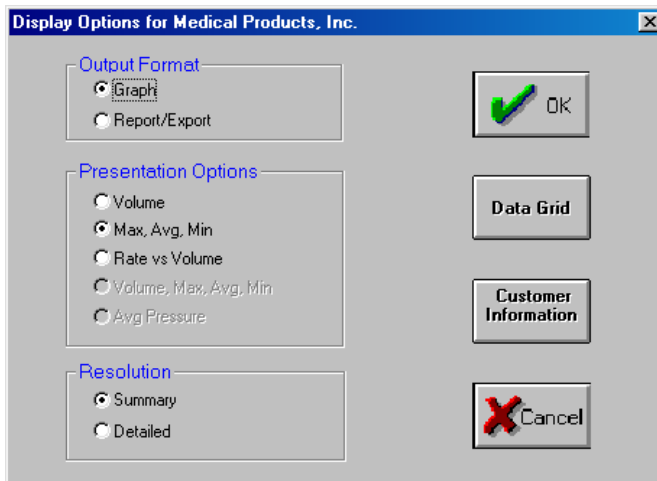 Display Options for Medical Products, Inc.
Output Format
Graph
Report/Export
OK
Presentation Options
Volume
Max, Avg, Min
Rate vs Volume
Volume, Max, Avg, Min
Avg Pressure
Data Grid
Customer
Information
Resolution
Summary
Detailed
Cancel